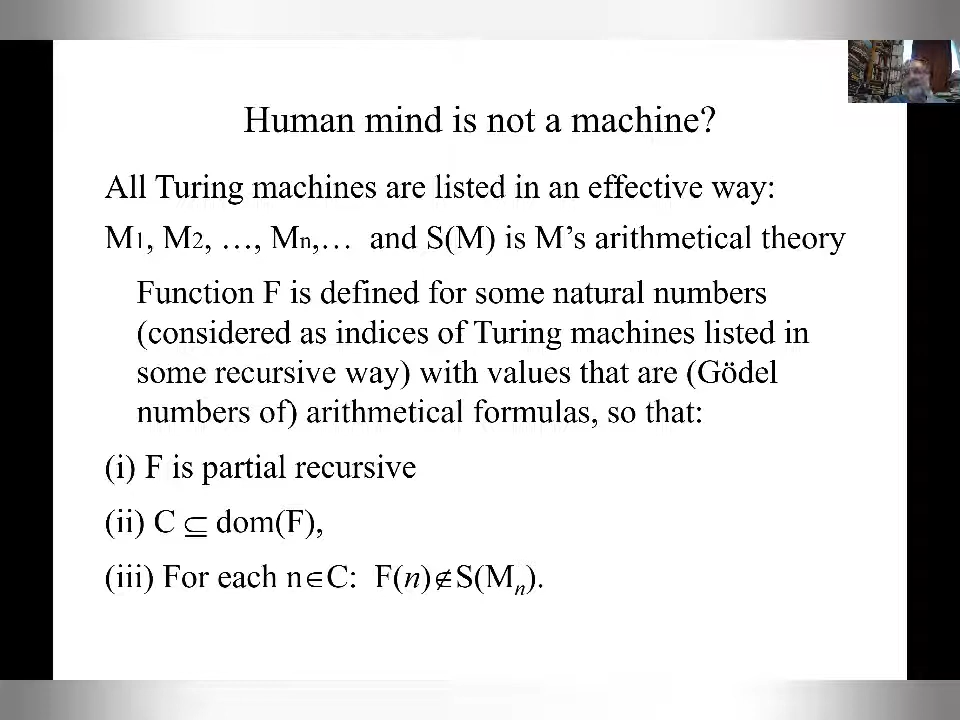 Human mind is not a machine?
All Turing machines are listed in an effective way:
M1, M2, …, Mn,… and S(M) is M’s arithmetical theory
Function F is defined for some natural numbers
(considered as indices of Turing machines listed in
some recursive way) with values that are (Gödel
numbers of) arithmetical formulas, so that:
(i) F is partial recursive
(ii) C ⊆ dom(F),
(iii) For each n∈C: F(n)∉S(Mn).